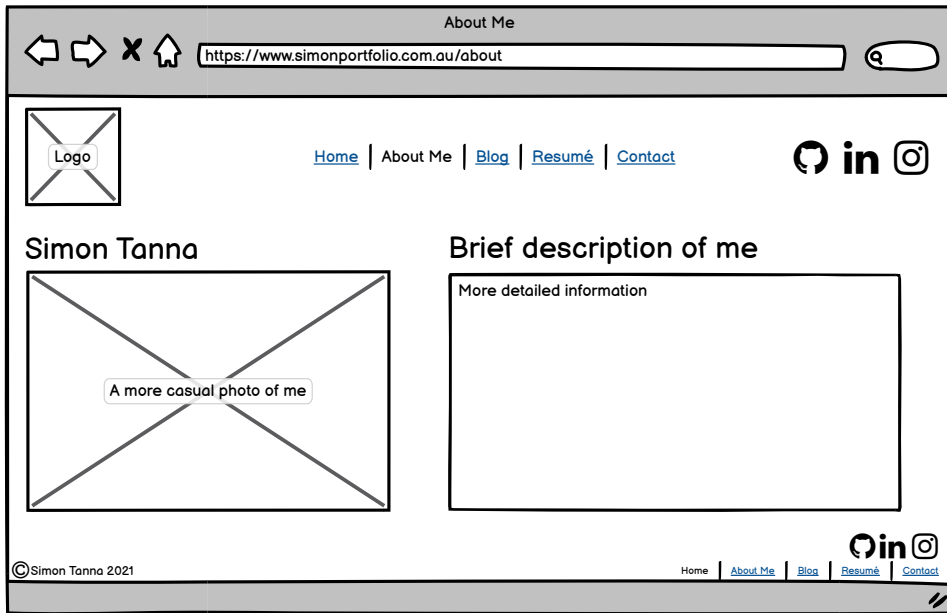 About Me
https://www.simonportfolio.com.au/about
Logo
Home About Me Blog Resumé Contact
in
Simon Tanna
Brief description of me
A more casual photo of me
More detailed information
in
©Simon Tanna 2021
Home About Me Blog Resumé Contact